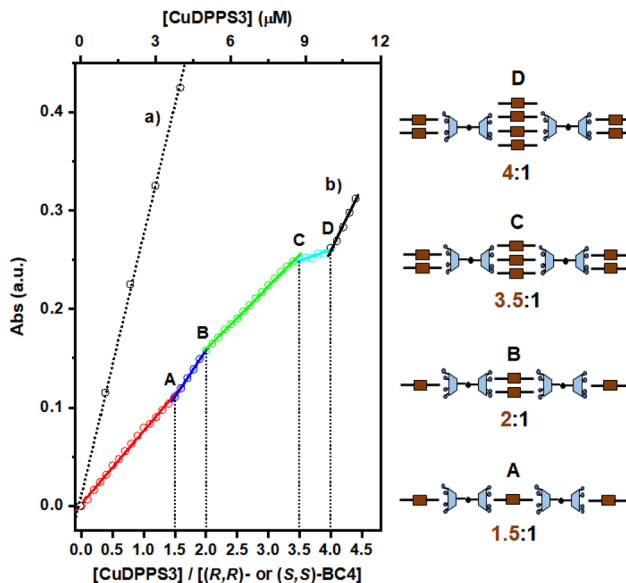 [CuDPPS3] (μM)
0 3 6 9 12
a)
b)
A
B
C
D
Abs (a.u.)
0.4
0.3
0.2
0.1
0.0
0.0 0.5 1.0 1.5 2.0 2.5 3.0 3.5 4.0 4.5
[CuDPPS3] / [(R,R)- or (S,S)-BC4]
D
4:1
C
3.5:1
B
2:1
A
1.5:1